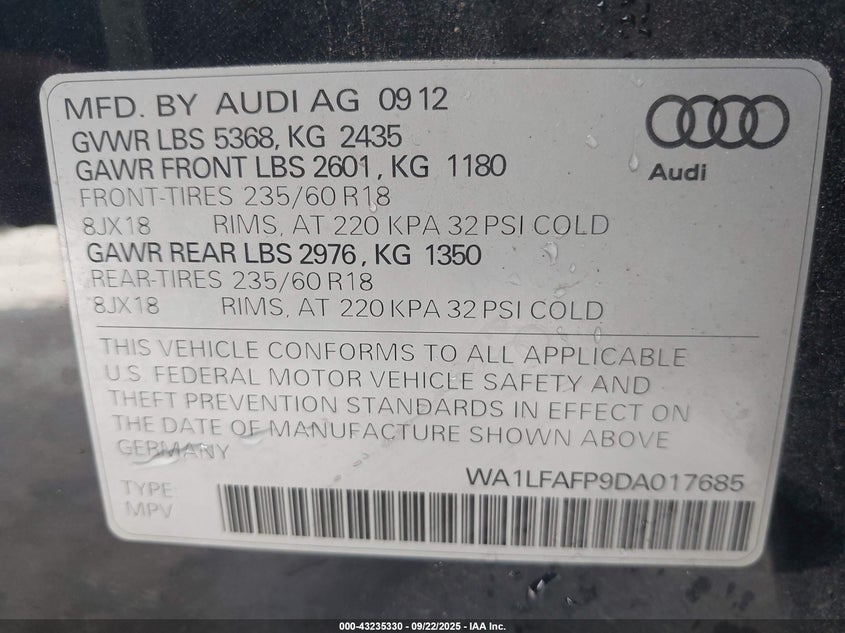 MFD. BY AUDI AG 09 12
GVWR LBS 5368, KG 2435
GAWR FRONT LBS 2601, KG 1180
FRONT-TIRES 235/60 R18
8JX18 RIMS, AT 220 KPA 32 PSI COLD
GAWR REAR LBS 2976, KG 1350
REAR-TIRES 235/60 R18
8JX18 RIMS, AT 220 KPA 32 PSI COLD
Audi
THIS VEHICLE CONFORMS TO ALL APPLICABLE
U.S. FEDERAL MOTOR VEHICLE SAFETY AND
THEFT PREVENTION STANDARDS IN EFFECT ON
THE DATE OF MANUFACTURE SHOWN ABOVE
GERMANY
WA1LFAFP9DA017685
TYPE:
MPV
000-43235330 - 09/22/2025 - IAA Inc.